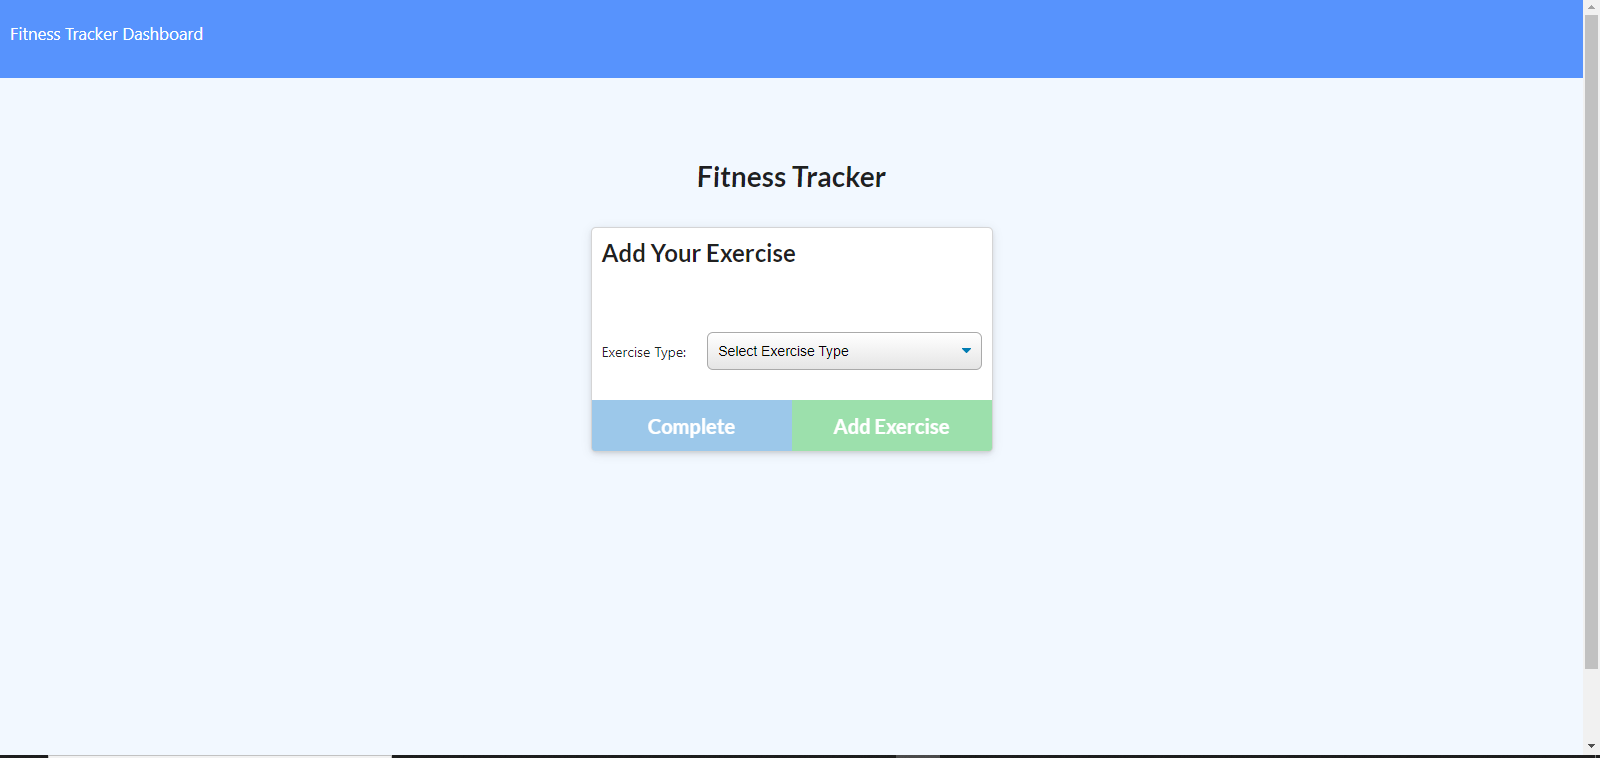 Fitness Tracker Dashboard
Fitness Tracker
Add Your Exercise
Exercise Type: Select Exercise Type
Complete Add Exercise